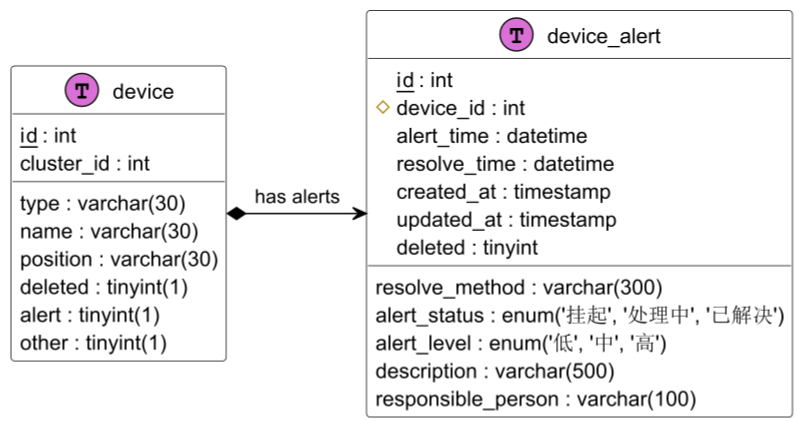 T device
id : int
cluster_id : int
type : varchar(30)
name : varchar(30)
position : varchar(30)
deleted : tinyint(1)
alert : tinyint(1)
other : tinyint(1)
has alerts
T device_alert
id : int
device_id : int
alert_time : datetime
resolve_time : datetime
created_at : timestamp
updated_at : timestamp
deleted : tinyint
resolve_method : varchar(300)
alert_status : enum('挂起', '处理中', '已解决')
alert_level : enum('低', '中', '高')
description : varchar(500)
responsible_person : varchar(100)